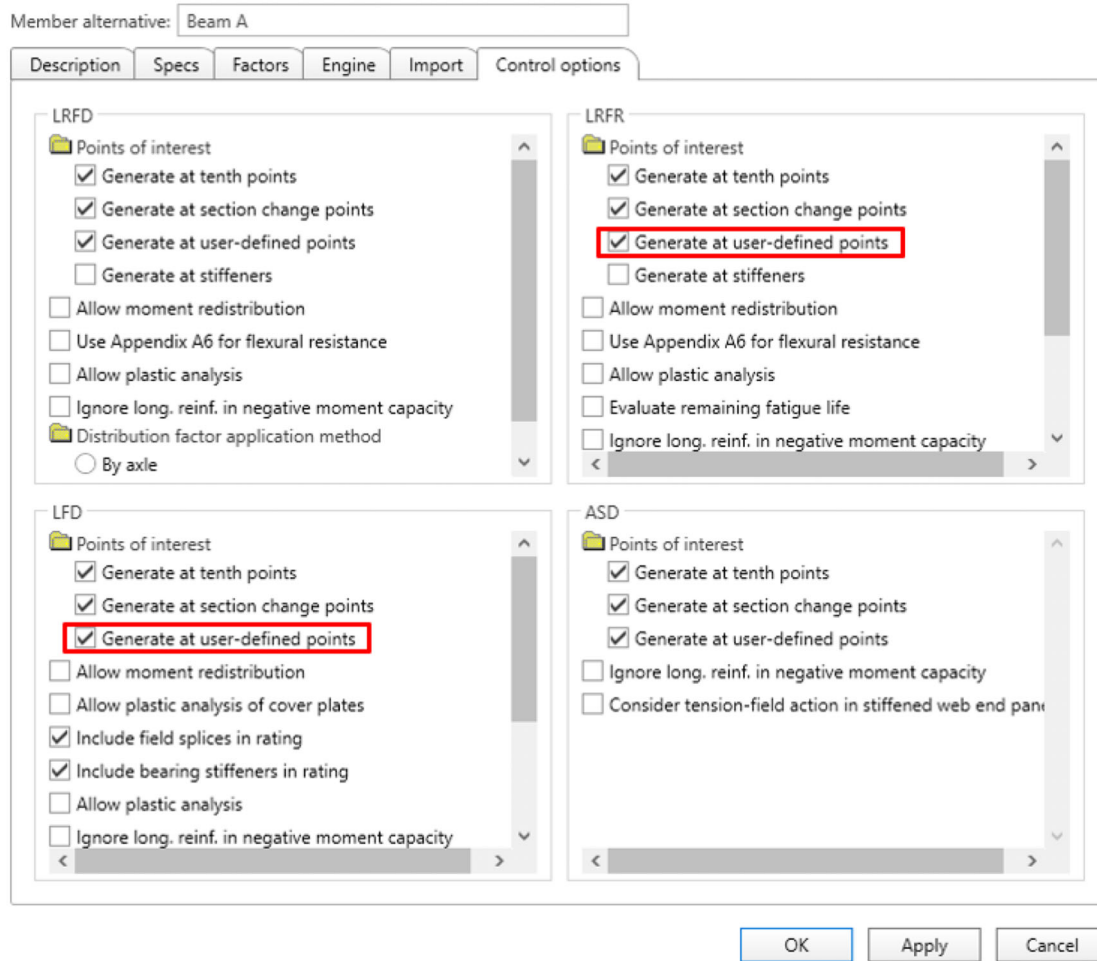 Member alternative: Beam A
Description Specs Factors Engine Import Control options
LRFD
Points of interest
Generate at tenth points
Generate at section change points
Generate at user-defined points
Generate at stiffeners
Allow moment redistribution
Use Appendix A6 for flexural resistance
Allow plastic analysis
Ignore long. reinf. in negative moment capacity
Distribution factor application method
By axle
LRFR
Points of interest
Generate at tenth points
Generate at section change points
Generate at user-defined points
Generate at stiffeners
Allow moment redistribution
Use Appendix A6 for flexural resistance
Allow plastic analysis
Evaluate remaining fatigue life
Ignore long. reinf. in negative moment capacity
LFD
Points of interest
Generate at tenth points
Generate at section change points
Generate at user-defined points
Allow moment redistribution
Allow plastic analysis of cover plates
Include field splices in rating
Include bearing stiffeners in rating
Allow plastic analysis
Ignore long. reinf. in negative moment capacity
ASD
Points of interest
Generate at tenth points
Generate at section change points
Generate at user-defined points
Ignore long. reinf. in negative moment capacity
Consider tension-field action in stiffened web end
OK Apply Cancel